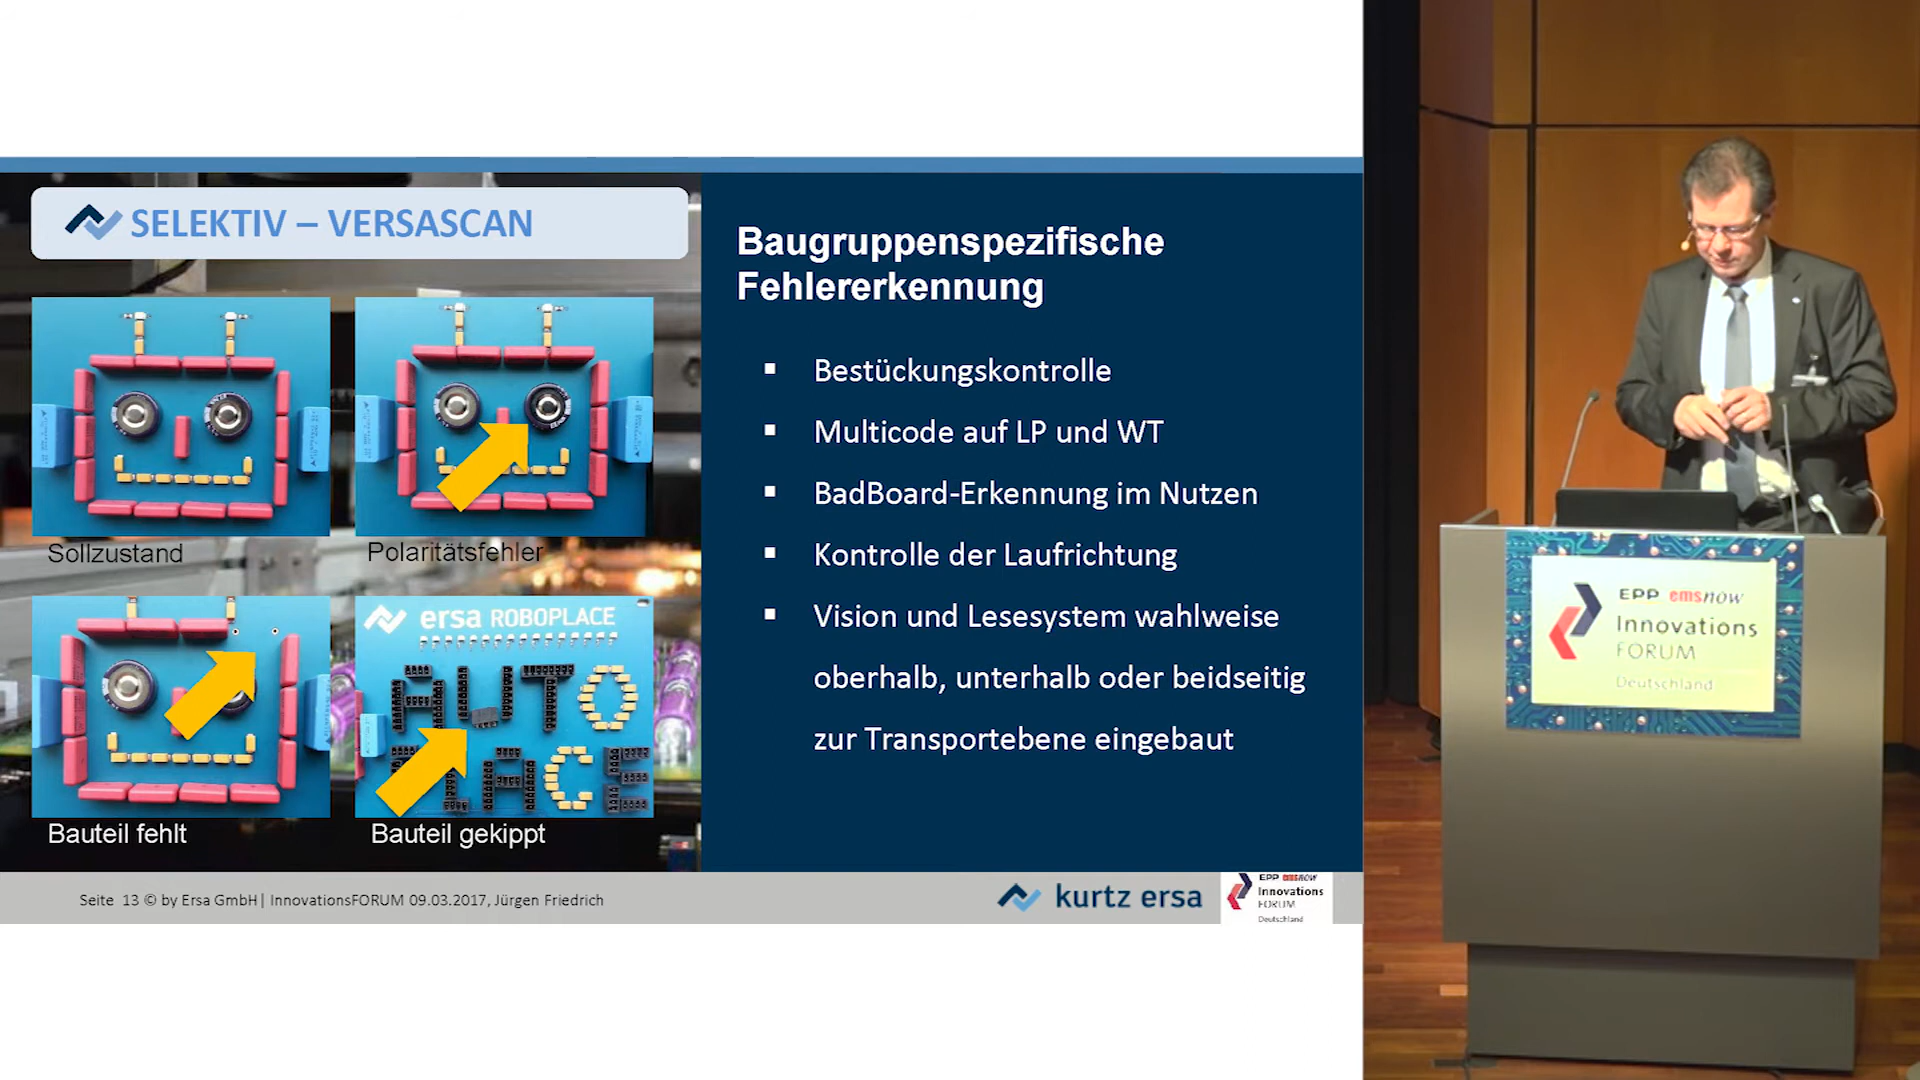 SELEKTIV – VERSASCAN
Sollzustand
Polaritätsfehler
ersa ROBOPLACE
AUTO
Bauteil fehlt
Bauteil gekippt
Baugruppenspezifische
Fehlererkennung
▪ Bestückungskontrolle
▪ Multicode auf LP und WT
▪ BadBoard-Erkennung im Nutzen
▪ Kontrolle der Laufrichtung
▪ Vision und Lesesystem wahlweise
oberhalb, unterhalb oder beidseitig
zur Transportebene eingebaut
Seite 13 © by Ersa GmbH| InnovationsFORUM 09.03.2017, Jürgen Friedrich
kurtz ersa
EPP emsnow
Innovations
FORUM
Deutschland
EPP emsnow
Innovations
FORUM
Deutschland